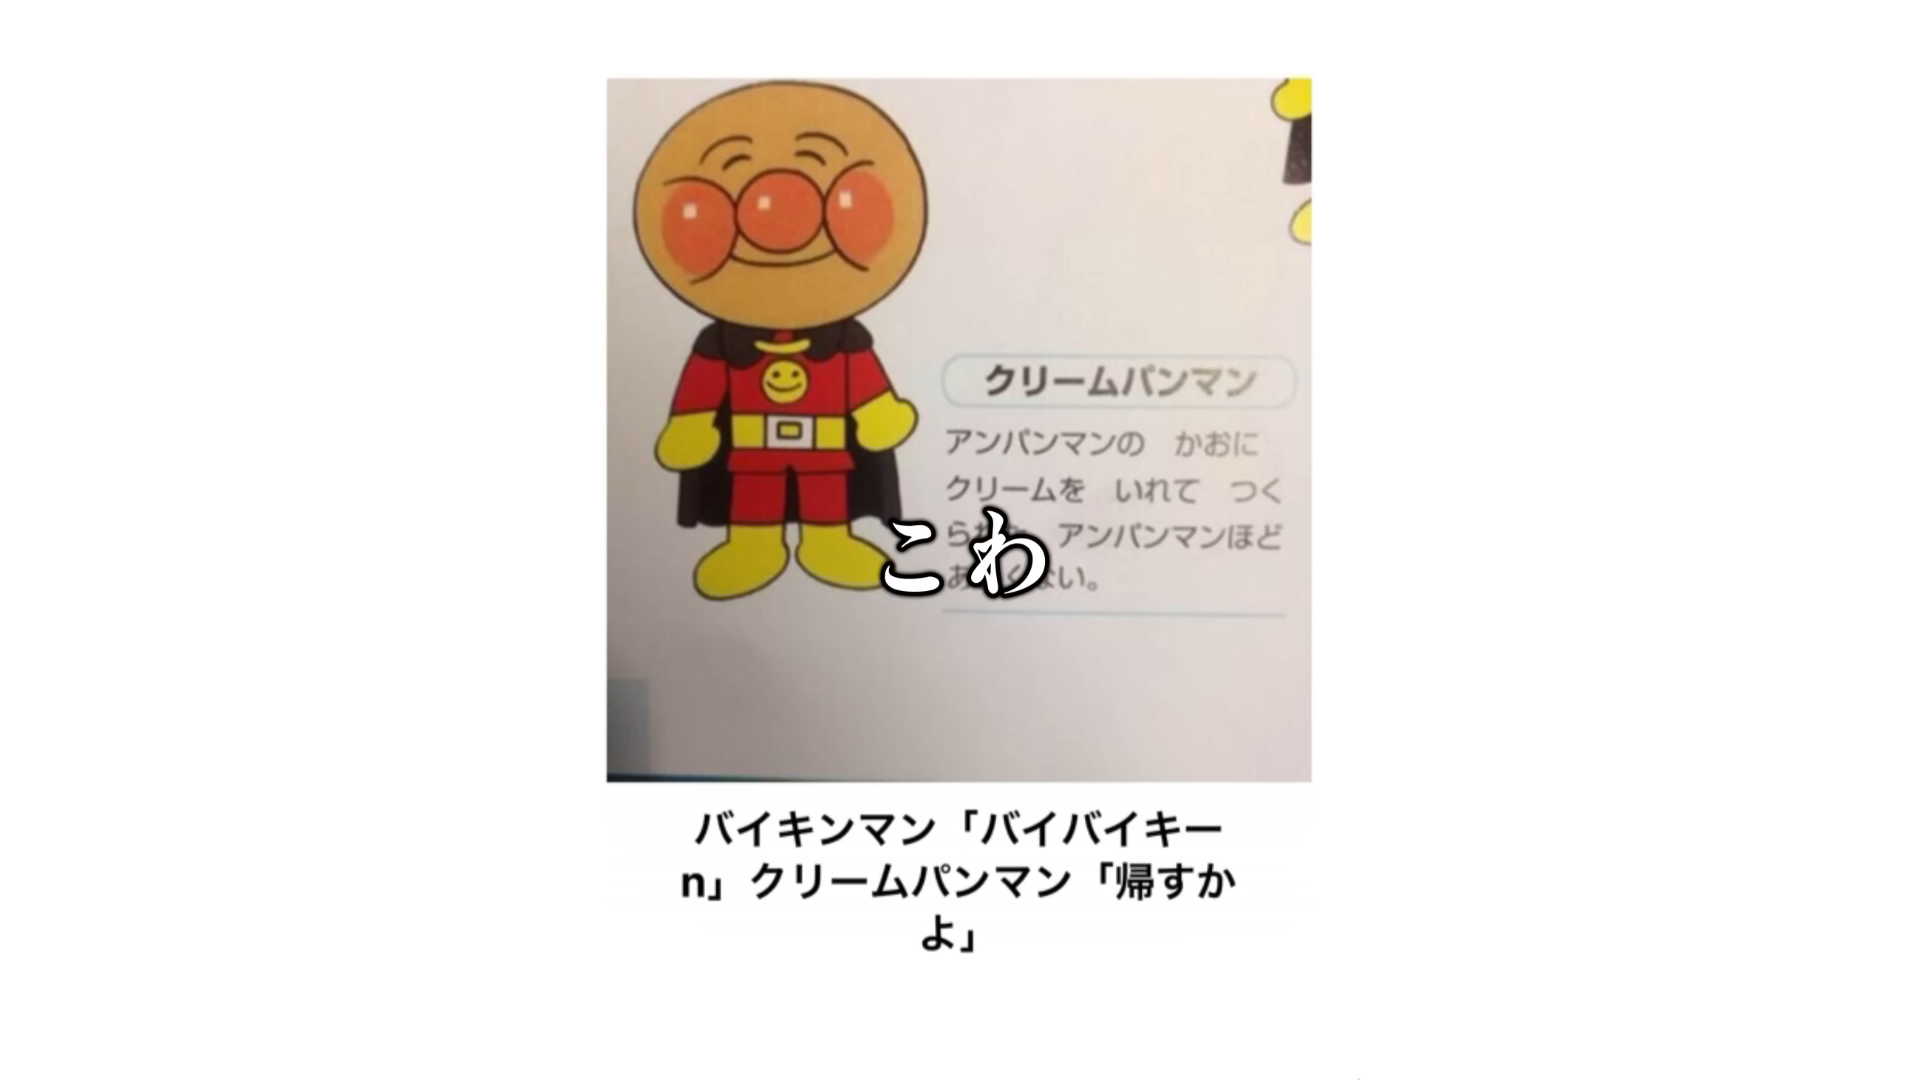 クリームパンマン
アンパンマンの かおに
クリームを いれて つく
アンパンマンほど
こわ
バイキンマン「バイバイキー
n」クリームパンマン「帰すか
よ」